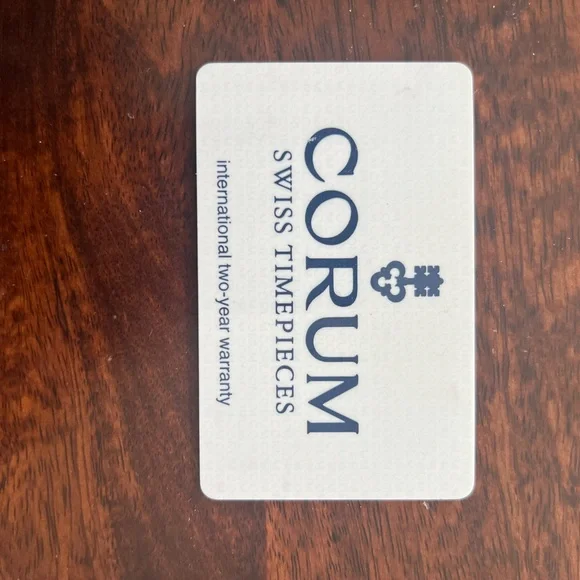 CORUM
SWISS TIMEPIECES
international two-year warranty